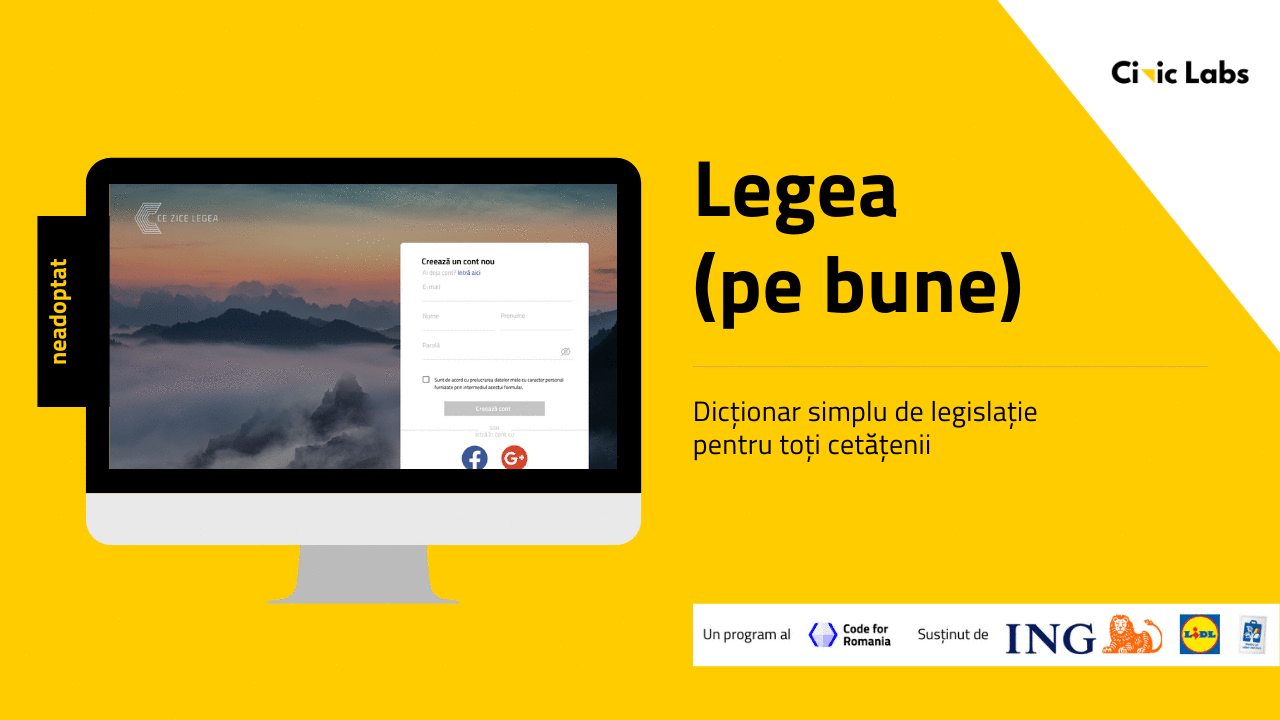 Civic Labs
Legea
(pe bune)
Dicționar simplu de legislație
pentru toți cetățenii
neadoptat
CE ZICE LEGEA
Creează un cont nou
Ai deja cont? Intră aici
E-mail
Nume
Prenume
Parolă
Sunt de acord cu prelucrarea datelor mele cu caracter personal
furnizate prin intermediul acestui formular.
Creează cont
sau
intră în cont cu
G+
Un program al
Code for
Romania
Susținut de
ING
LIDL